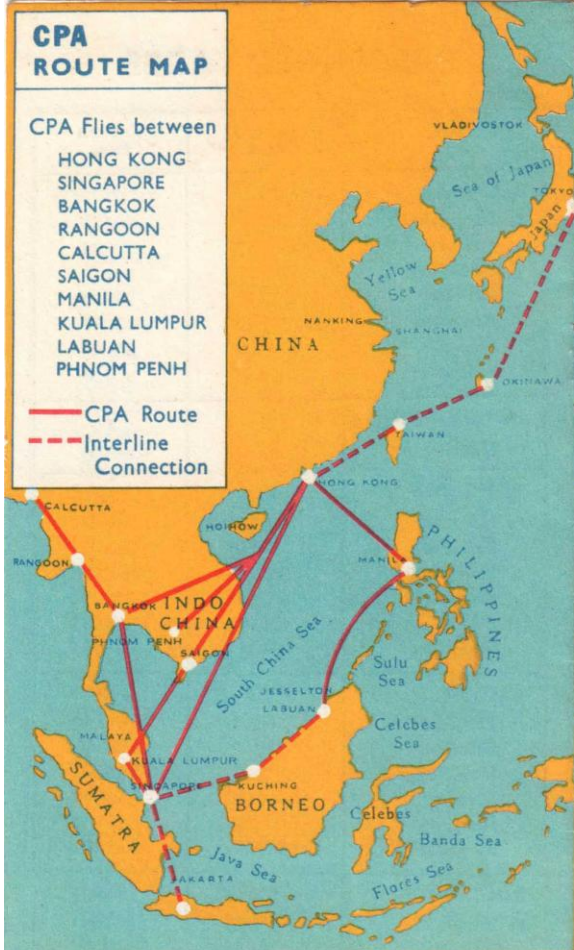 CPA
ROUTE MAP
CPA Flies between
HONG KONG
SINGAPORE
BANGKOK
RANGOON
CALCUTTA
SAIGON
MANILA
KUALA LUMPUR
LABUAN
PHNOM PENH
CPA Route
Interline
Connection
VLADIVOSTOK
Sea of Japan
TOKYO
Japan
Yellow
Sea
NANKING
SHANGHAI
CHINA
OKINAWA
TAIWAN
HONG KONG
CALCUTTA
HOIHOW
RANGOON
MANILA
PHILIPPINES
BANGKOK
INDO
CHINA
PHNOM PENH
SAIGON
South China Sea
Sulu
Sea
JESSELTON
LABUAN
Celebes
Sea
MALAYA
KUALA LUMPUR
SINGAPORE
KUCHING
BORNEO
SUMATRA
Celebes
Banda Sea
Java Sea
Flores Sea
AKARTA